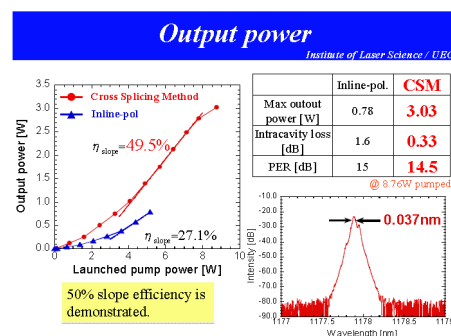 Output power
Institute of Laser Science / UEC
3.5
3.0
2.5
2.0
1.5
1.0
0.5
0.0
Output power [W]
Cross Splicing Method
Inline-pol
η slope=49.5%
η slope=27.1%
0 2 4 6 8 10
Launched pump power [W]
50% slope efficiency is
demonstrated.
Inline-pol. CSM
Max outout
power [W] 0.78 3.03
Intracavity loss
[dB] 1.6 0.33
PER [dB] 15 14.5
@ 8.76W pumped
-10.0
-20.0
-30.0
-40.0
-50.0
-60.0
-70.0
-80.0
-90.0
Intensity [dB]
0.037nm
1177 1177.5 1178 1178.5
Wavelength [nm]